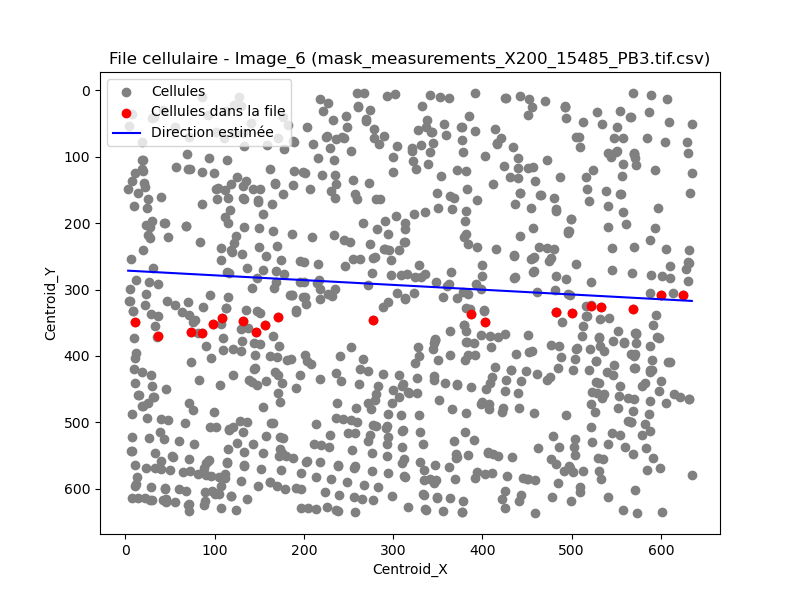 File cellulaire - Image_6 (mask_measurements_X200_15485_PB3.tif.csv)
Cellules
Cellules dans la file
Direction estimée
0
100
200
300
400
500
600
Centroid_Y
0 100 200 300 400 500 600
Centroid_X